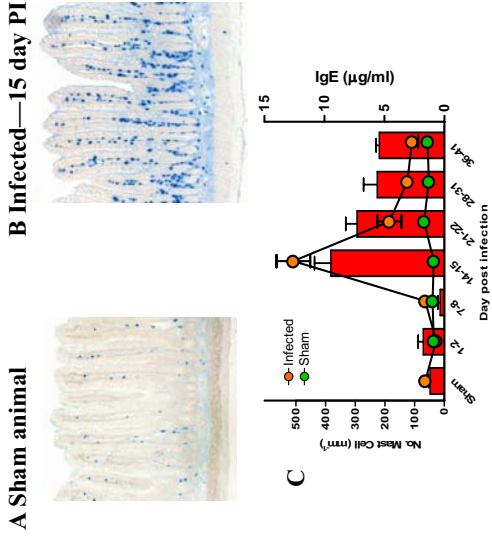 A Sham animal
B Infected—15 day PI
C
Infected
Sham
No. Mast Cell (mm⁻¹)
500
400
300
200
100
0
IgE (μg/ml)
15
10
5
0
Sham
1-2
7-8
14-15
21-22
28-31
36-41
Day post infection